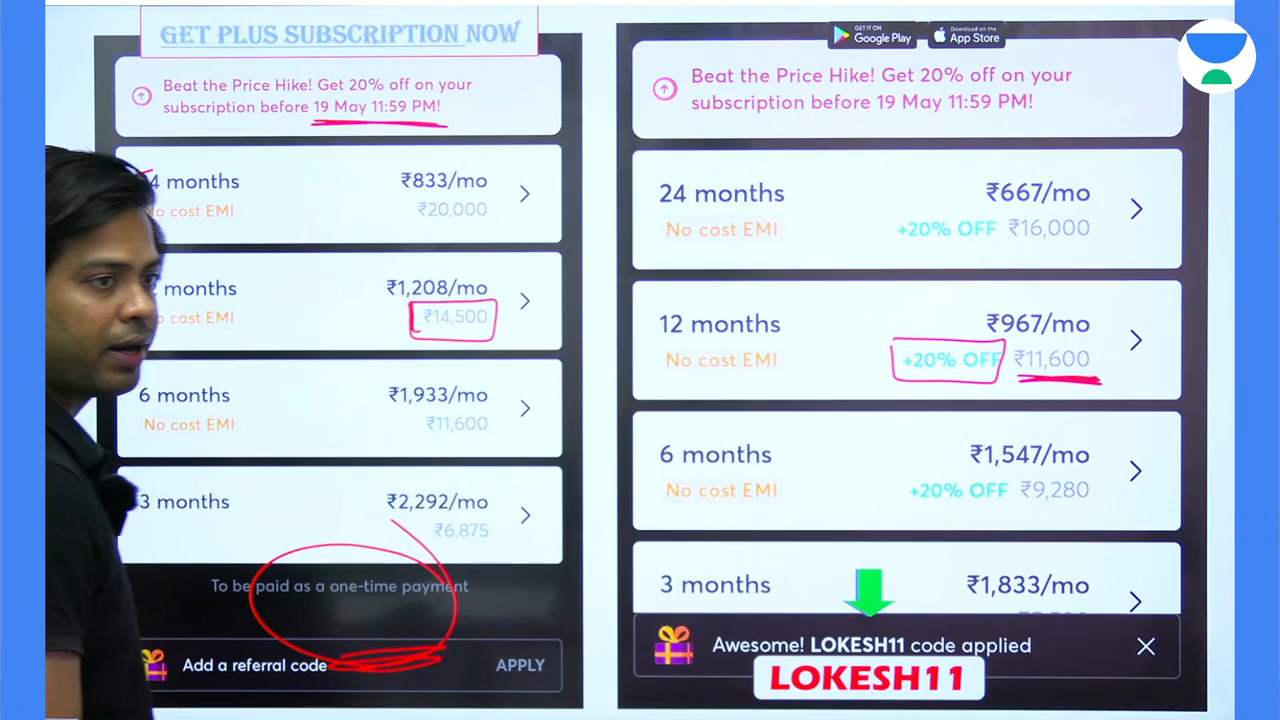 GET PLUS SUBSCRIPTION NOW
Beat the Price Hike! Get 20% off on your
subscription before 19 May 11:59 PM!
4 months
₹833/mo
No cost EMI
₹20,000
months
₹1,208/mo
cost EMI
₹14,500
6 months
₹1,933/mo
No cost EMI
₹11,600
3 months
₹2,292/mo
₹6,875
To be paid as a one-time payment
Add a referral code
APPLY
GET IT ON
Google Play
Download on the
App Store
Beat the Price Hike! Get 20% off on your
subscription before 19 May 11:59 PM!
24 months
₹667/mo
No cost EMI
+20% OFF ₹16,000
12 months
₹967/mo
No cost EMI
+20% OFF ₹11,600
6 months
₹1,547/mo
No cost EMI
+20% OFF ₹9,280
3 months
₹1,833/mo
Awesome! LOKESH11 code applied
LOKESH11